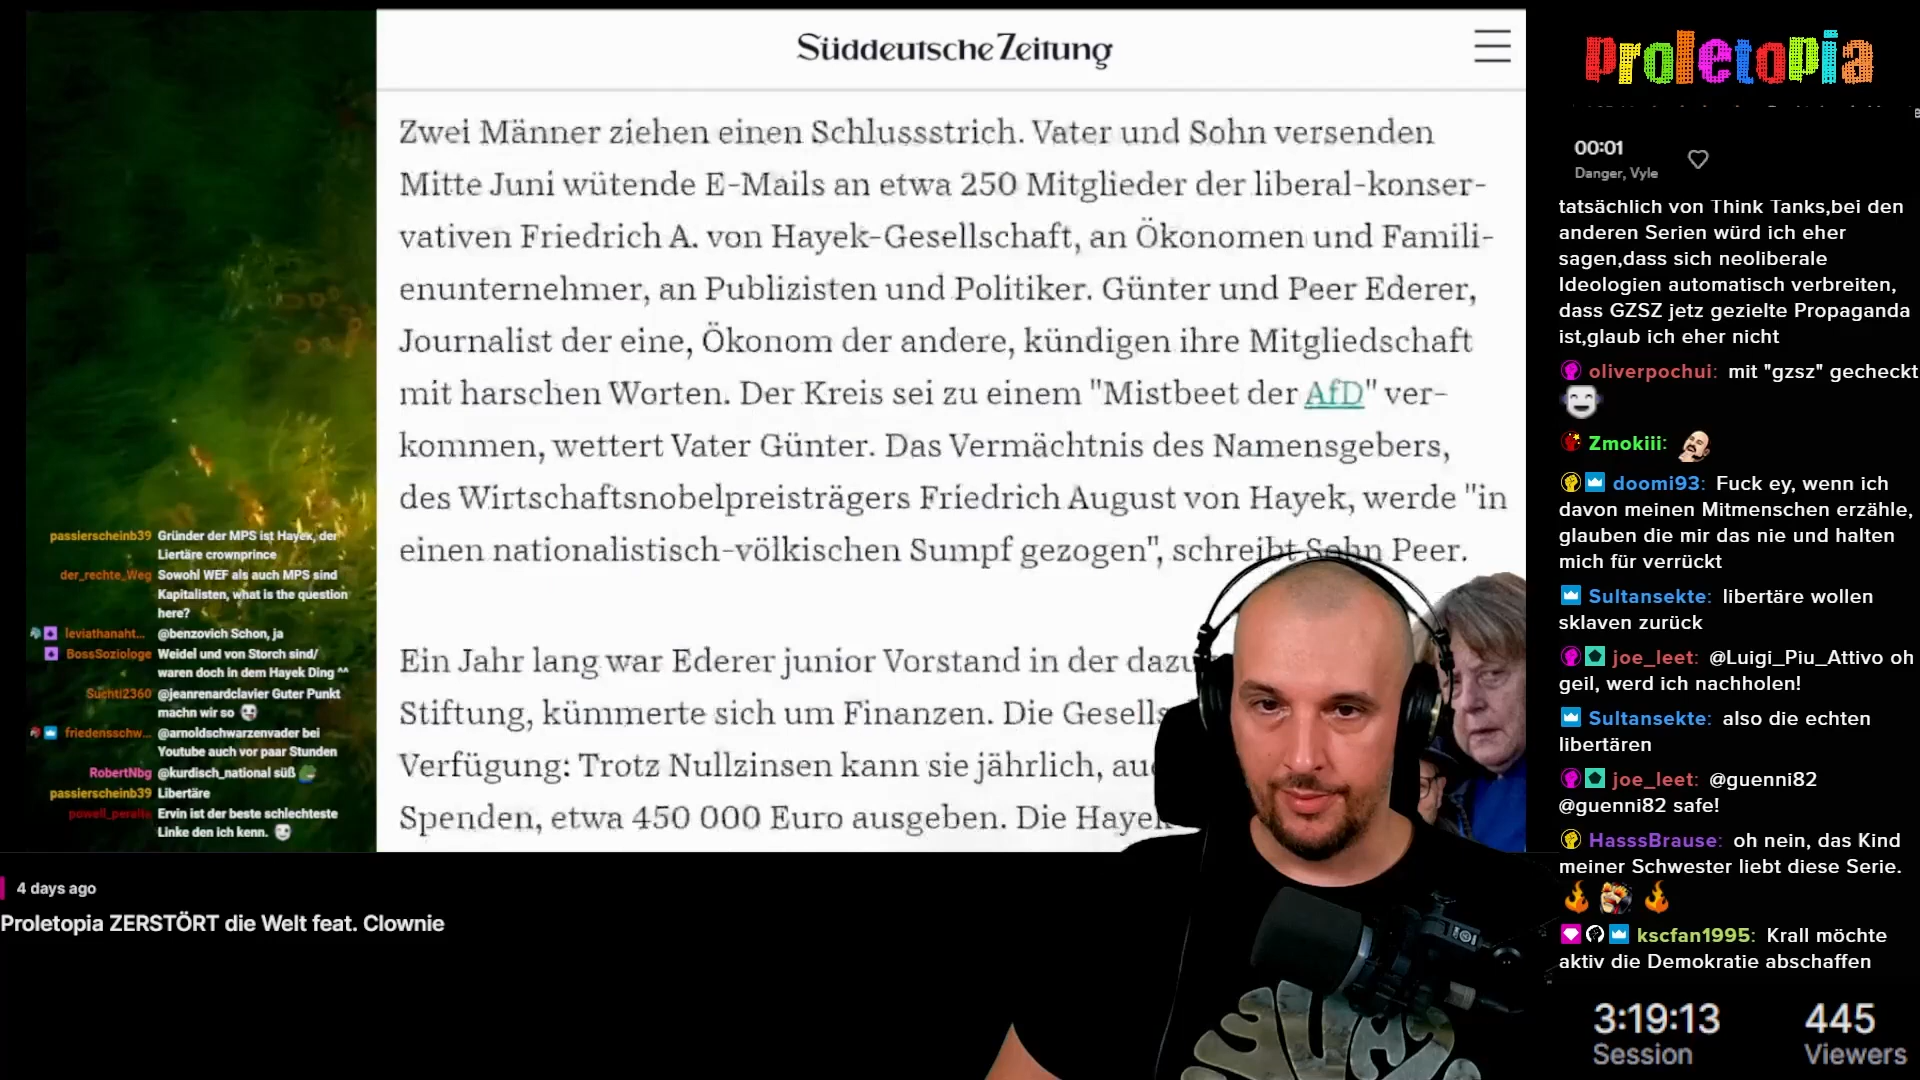 Süddeutsche Zeitung
Zwei Männer ziehen einen Schlussstrich. Vater und Sohn versenden
Mitte Juni wütende E-Mails an etwa 250 Mitglieder der liberal-konser-
vativen Friedrich A. von Hayek-Gesellschaft, an Ökonomen und Famili-
enunternehmer, an Publizisten und Politiker. Günter und Peer Ederer,
Journalist der eine, Ökonom der andere, kündigen ihre Mitgliedschaft
mit harschen Worten. Der Kreis sei zu einem "Mistbeet der AfD" ver-
kommen, wettert Vater Günter. Das Vermächtnis des Namensgebers,
des Wirtschaftsnobelpreisträgers Friedrich August von Hayek, werde "in
einen nationalistisch-völkischen Sumpf gezogen", schreibt Sohn Peer.
Ein Jahr lang war Ederer junior Vorstand in der dazu
Stiftung, kümmerte sich um Finanzen. Die Gesells
Verfügung: Trotz Nullzinsen kann sie jährlich, auc
Spenden, etwa 450 000 Euro ausgeben. Die Hayek
passierscheinb39 Gründer der MPS ist Hayek, der
Liertäre crownprince
der_rechte_Weg Sowohl WEF als auch MPS sind
Kapitalisten, what is the question
here?
leviathanaht... @benzovich Schon, ja
BossSoziologe Weidel und von Storch sind/
waren doch in dem Hayek Ding ^^
Suchti2360 @jeanrenardclavier Guter Punkt
machn wir so
friedensschw... @arnoldschwarzenvader bei
Youtube auch vor paar Stunden
RobertNbg @kurdisch_national süß
passierscheinb39 Libertäre
powell_peralta Ervin ist der beste schlechteste
Linke den ich kenn.
4 days ago
Proletopia ZERSTÖRT die Welt feat. Clownie
Proletopia
00:01
Danger, Vyle
tatsächlich von Think Tanks,bei den
anderen Serien würd ich eher
sagen,dass sich neoliberale
Ideologien automatisch verbreiten,
dass GZSZ jetz gezielte Propaganda
ist,glaub ich eher nicht
oliverpochui: mit "gzsz" gecheckt
Zmokiii:
doomi93: Fuck ey, wenn ich
davon meinen Mitmenschen erzähle,
glauben die mir das nie und halten
mich für verrückt
Sultansekte: libertäre wollen
sklaven zurück
joe_leet: @Luigi_Piu_Attivo oh
geil, werd ich nachholen!
Sultansekte: also die echten
libertären
joe_leet: @guenni82
@guenni82 safe!
HasssBrause: oh nein, das Kind
meiner Schwester liebt diese Serie.
kscfan1995: Krall möchte
aktiv die Demokratie abschaffen
3:19:13 445
Session Viewers